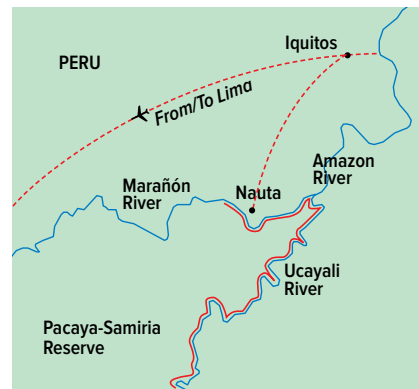 Iquitos
PERU
From/To Lima
Amazon
River
Marañón
River
Nauta
Ucayali
River
Pacaya-Samiria
Reserve